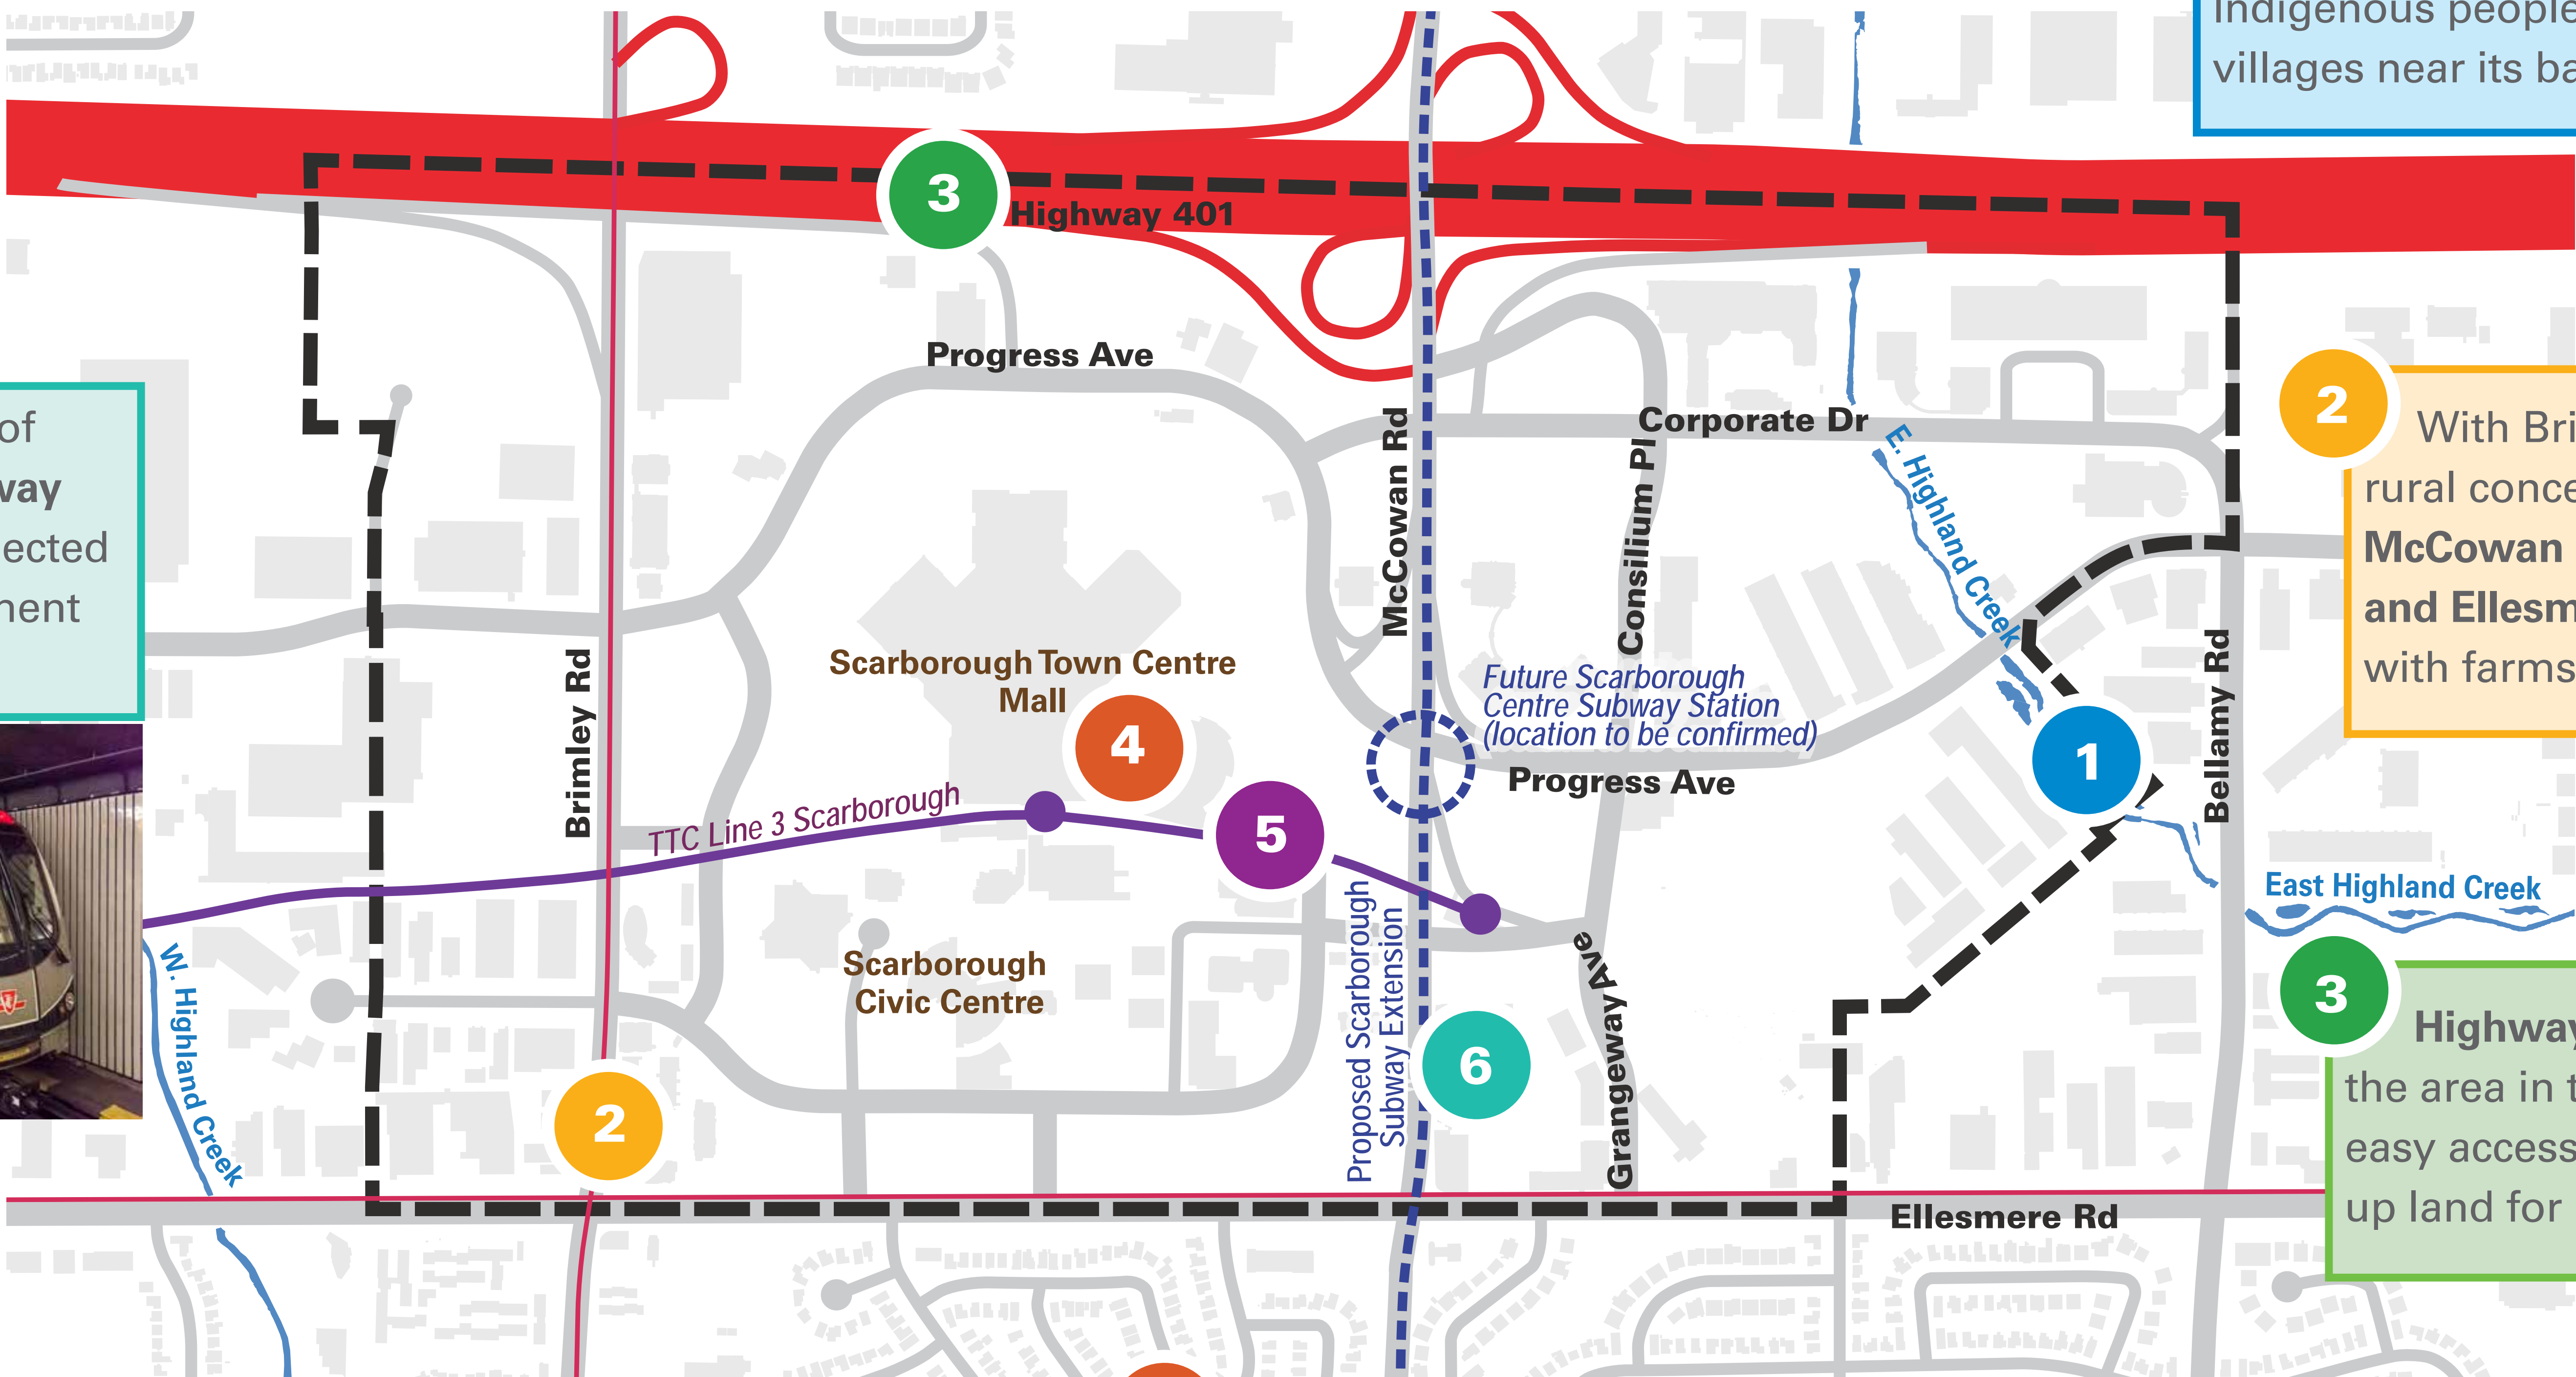 Indigenous people
villages near its ba
3
Highway 401
Progress Ave
of
way
ected
nent
2
With Bri
rural conce
McCowan
and Ellesm
with farms
Corporate Dr
McCowan Rd
Consilium Pl
E. Highland Creek
Brimley Rd
Scarborough Town Centre
Mall
4
Future Scarborough
Centre Subway Station
(location to be confirmed)
Progress Ave
1
Bellamy Rd
TTC Line 3 Scarborough
5
East Highland Creek
W. Highland Creek
Scarborough
Civic Centre
Proposed Scarborough
Subway Extension
Grangeway Ave
6
2
3
Highway
the area in t
easy access
up land for
Ellesmere Rd